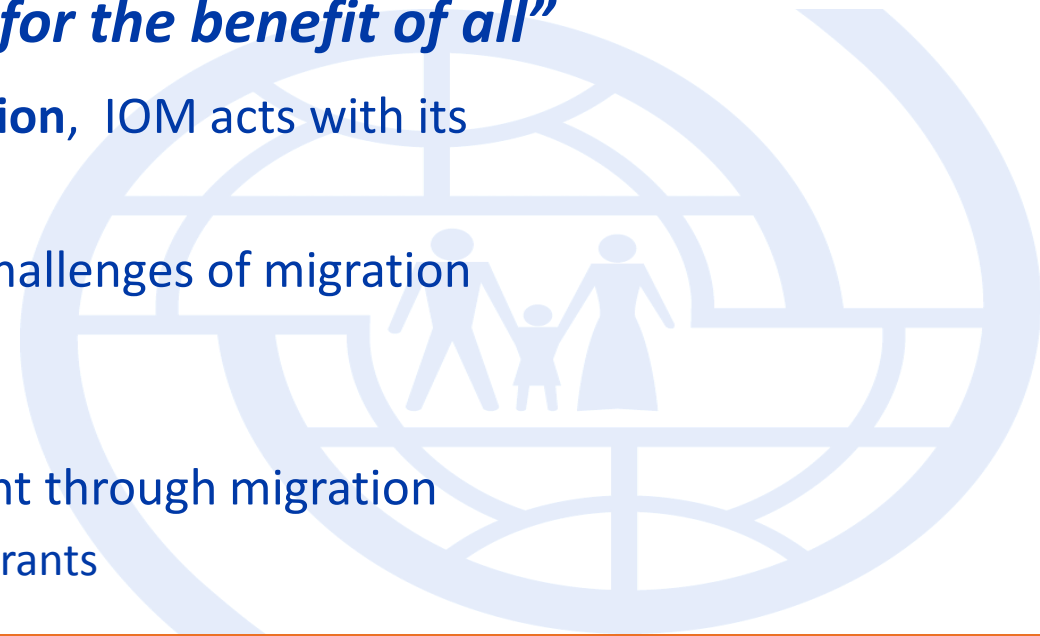 for the benefit of all”
ion, IOM acts with its
hallenges of migration
nt through migration
rants